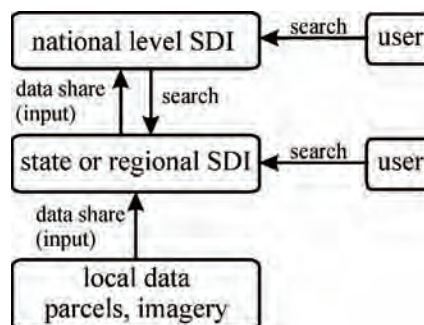 national level SDI
search
user
data share
(input)
search
state or regional SDI
search
user
data share
(input)
local data
parcels, imagery